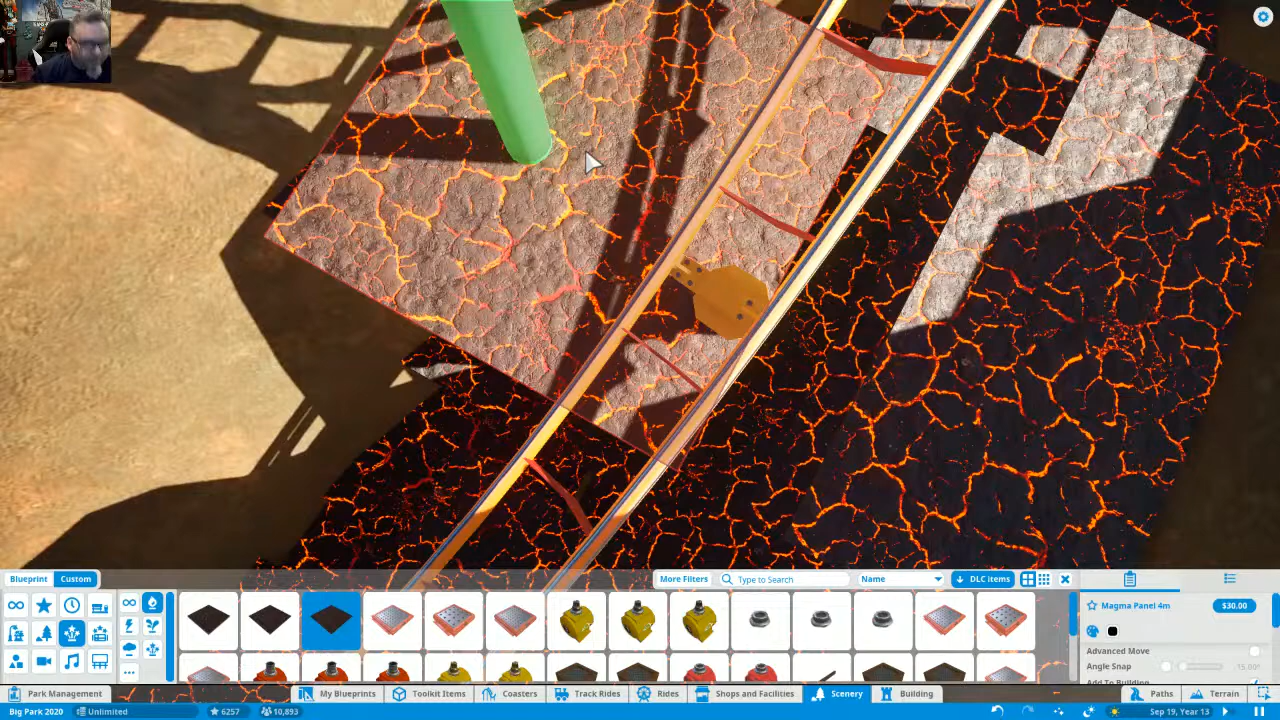 Blueprint Custom More Filters Type to Search Name DLC items
Magma Panel 4m $30.00
Advanced Move
Angle Snap 15.00°
Park Management My Blueprints Toolkit Items Coasters Track Rides Rides Shops and Facilities Scenery Building Paths Terrain
Big Park 2020 Unlimited 6257 10,893 Sep 19, Year 13